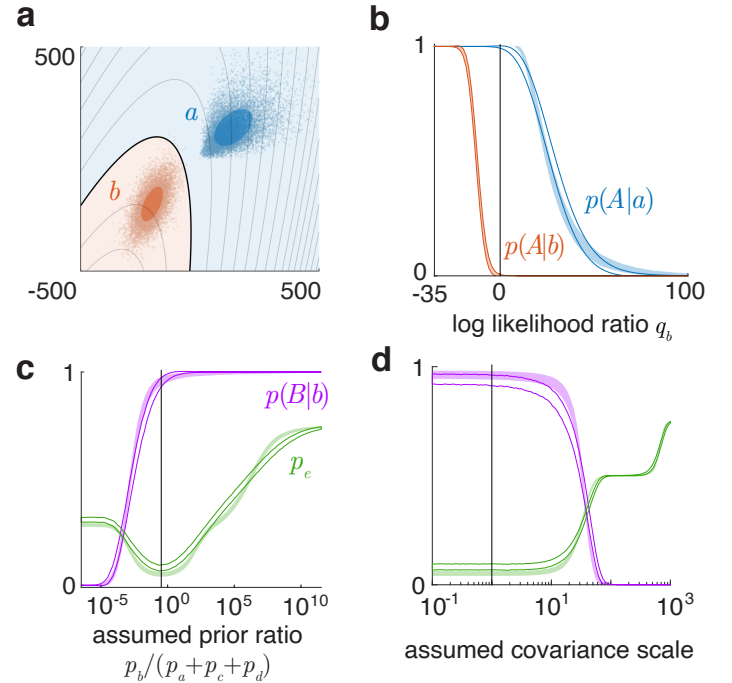 a
500
a
b
-500
500
b
1
p(A|a)
p(A|b)
0
-35
0
100
log likelihood ratio q_b
c
1
p(B|b)
p_e
0
10^-5
10^0
10^5
10^10
assumed prior ratio
p_b/(p_a+p_c+p_d)
d
1
0
10^-1
10^1
10^3
assumed covariance scale